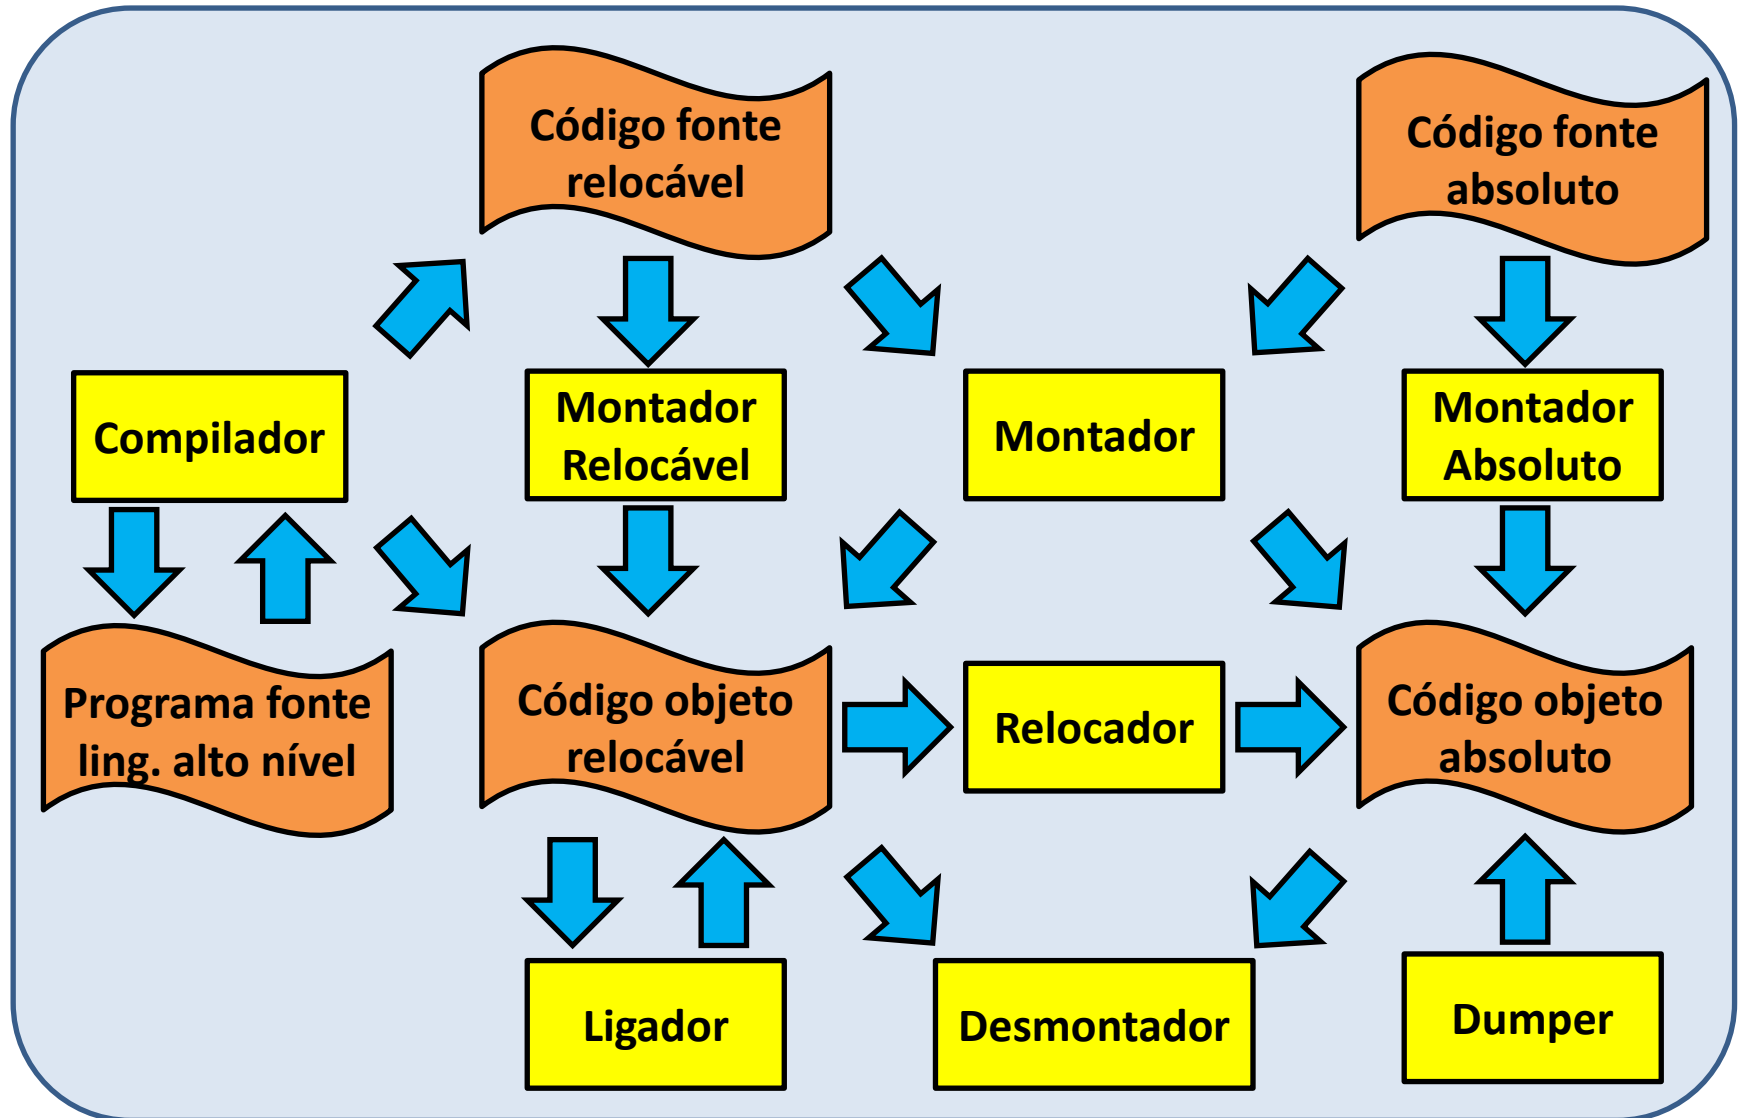 Código fonte
relocável
Código fonte
absoluto
Compilador
Montador
Relocável
Montador
Montador
Absoluto
Programa fonte
ling. alto nível
Código objeto
relocável
Relocador
Código objeto
absoluto
Ligador
Desmontador
Dumper